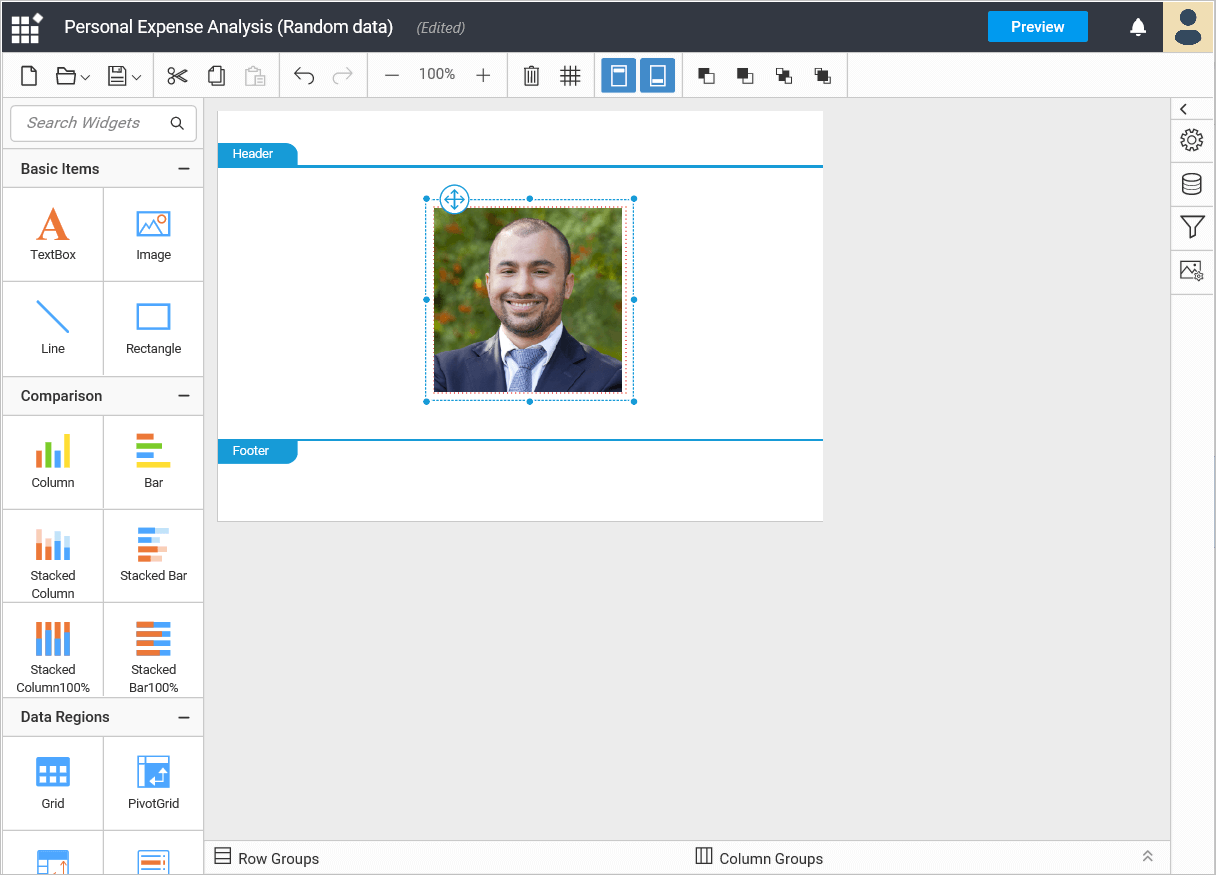 Personal Expense Analysis (Random data) (Edited) Preview
100%
Search Widgets
Basic Items
TextBox Image
Line Rectangle
Comparison
Column Bar
Stacked Column Stacked Bar
Stacked Column100% Stacked Bar100%
Data Regions
Grid PivotGrid
Header
Footer
Row Groups Column Groups